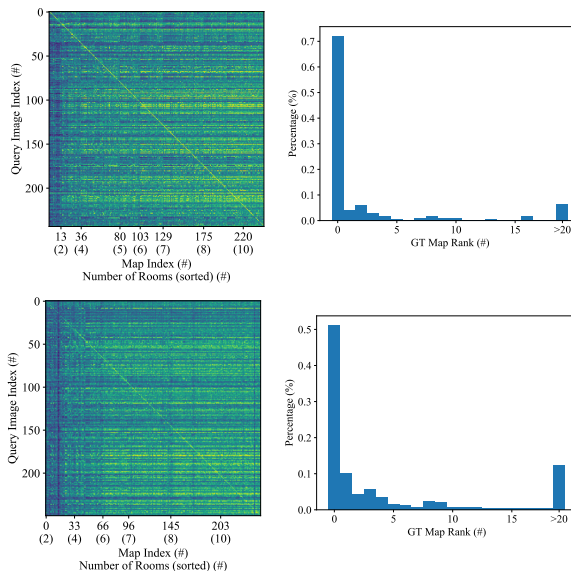 0
100
200
Query Image Index (#)
13 36 80 103 129 175 220
(2) (4) (5) (6) (7) (8) (10)
Map Index (#)
Number of Rooms (sorted) (#)
0.7
0.6
0.5
0.4
0.3
0.2
0.1
0.0
Percentage (%)
0 5 10 15 >20
GT Map Rank (#)
0
50
100
150
200
Query Image Index (#)
0 33 66 96 145 203
(2) (4) (6) (7) (8) (10)
Map Index (#)
Number of Rooms (sorted) (#)
0.5
0.4
0.3
0.2
0.1
0.0
Percentage (%)
0 5 10 15 >20
GT Map Rank (#)